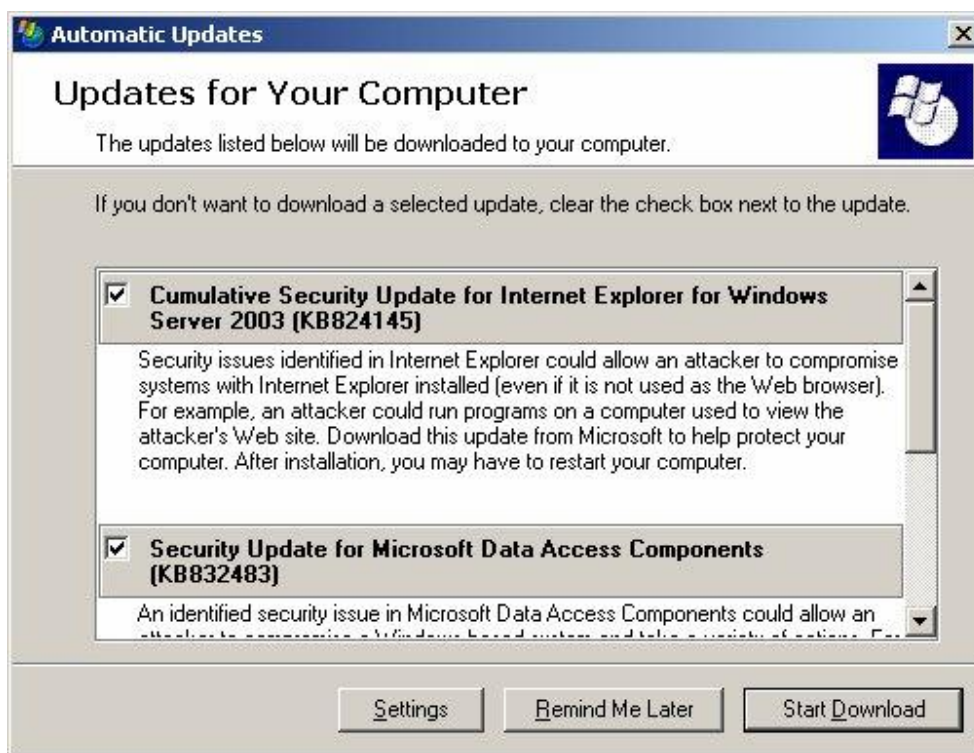 Automatic Updates
Updates for Your Computer
The updates listed below will be downloaded to your computer.
If you don't want to download a selected update, clear the check box next to the update.
Cumulative Security Update for Internet Explorer for Windows
Server 2003 (KB824145)
Security issues identified in Internet Explorer could allow an attacker to compromise
systems with Internet Explorer installed (even if it is not used as the Web browser).
For example, an attacker could run programs on a computer used to view the
attacker's Web site. Download this update from Microsoft to help protect your
computer. After installation, you may have to restart your computer.
Security Update for Microsoft Data Access Components
(KB832483)
An identified security issue in Microsoft Data Access Components could allow an
Settings
Remind Me Later
Start Download